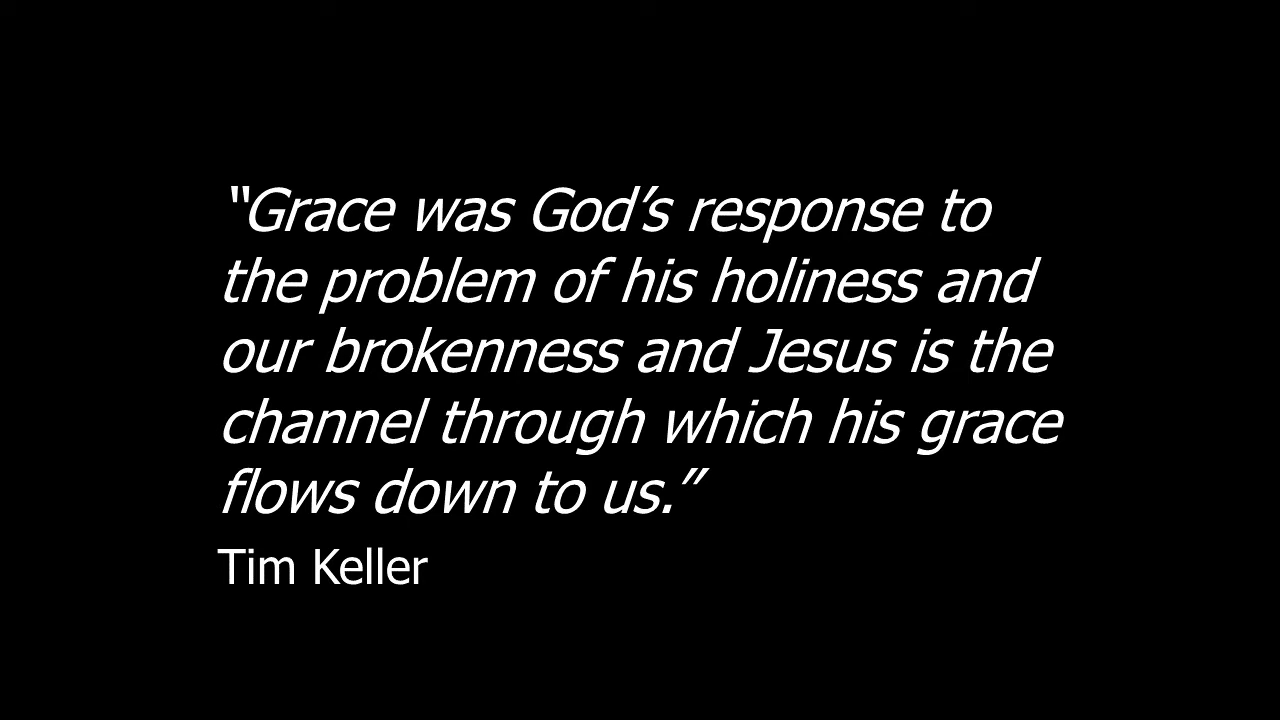 “Grace was God’s response to
the problem of his holiness and
our brokenness and Jesus is the
channel through which his grace
flows down to us.”
Tim Keller